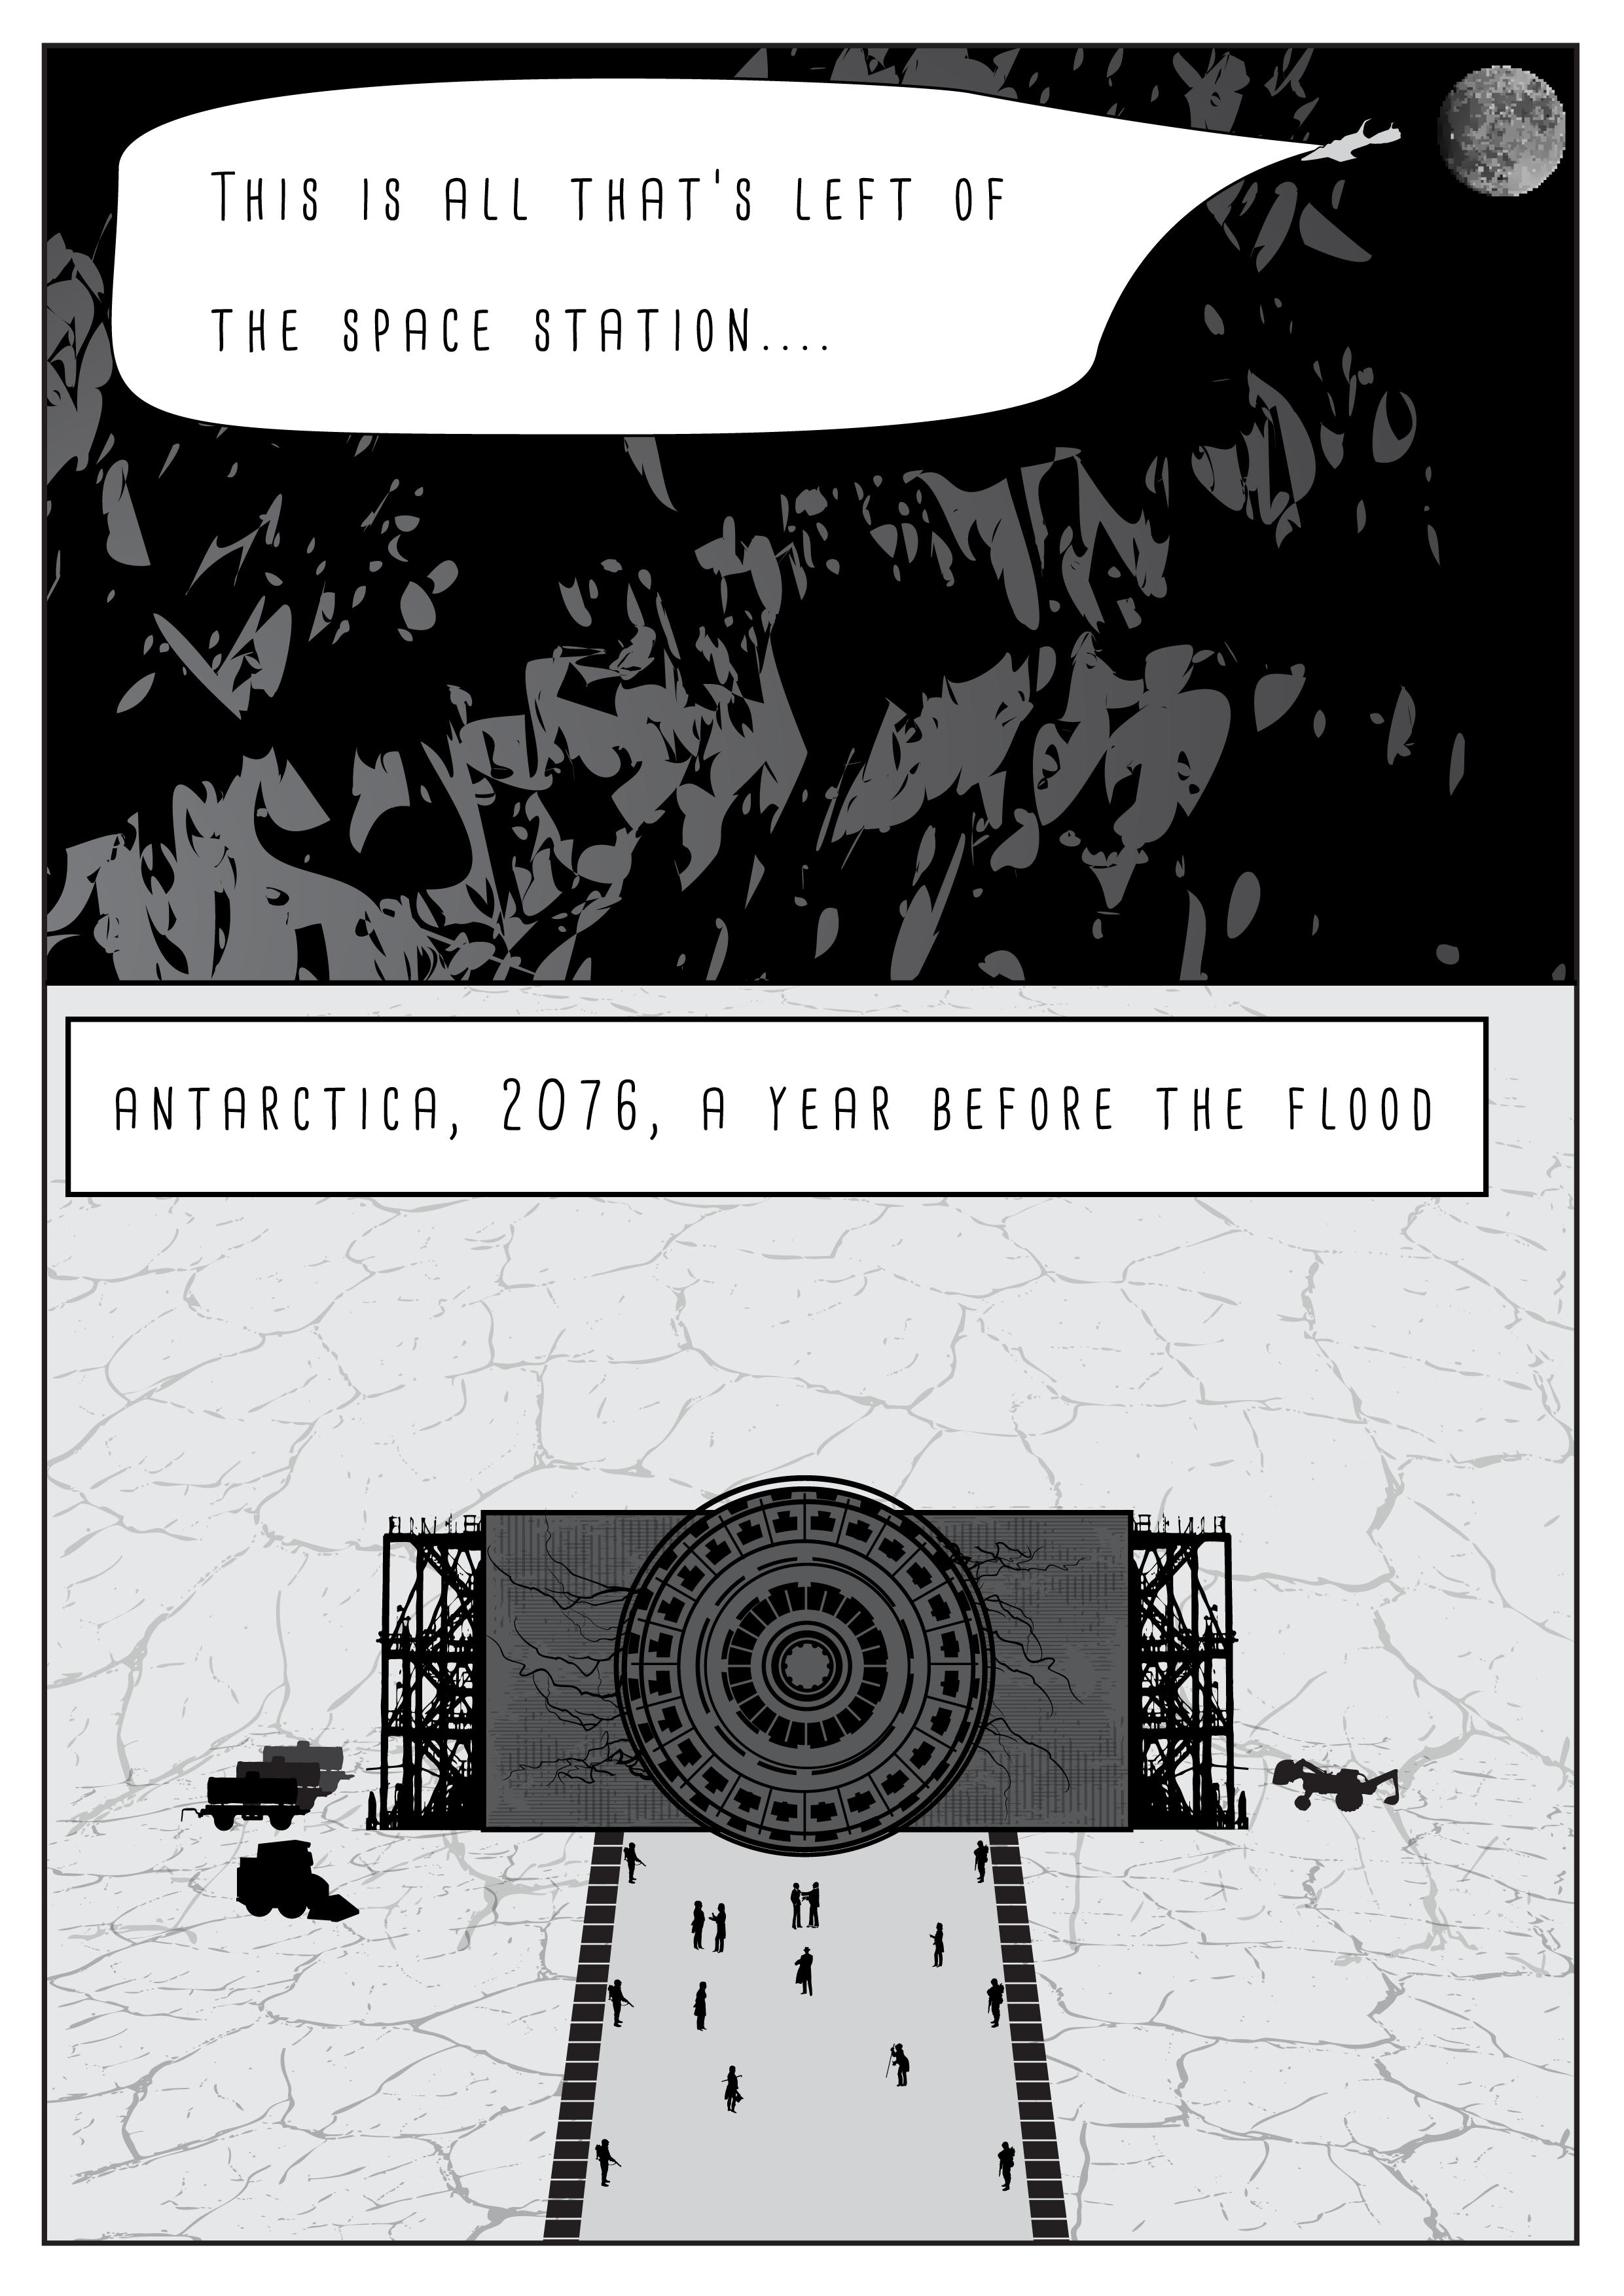 This is all that's left of
the space station....
antarctica, 2076, a year before the flood